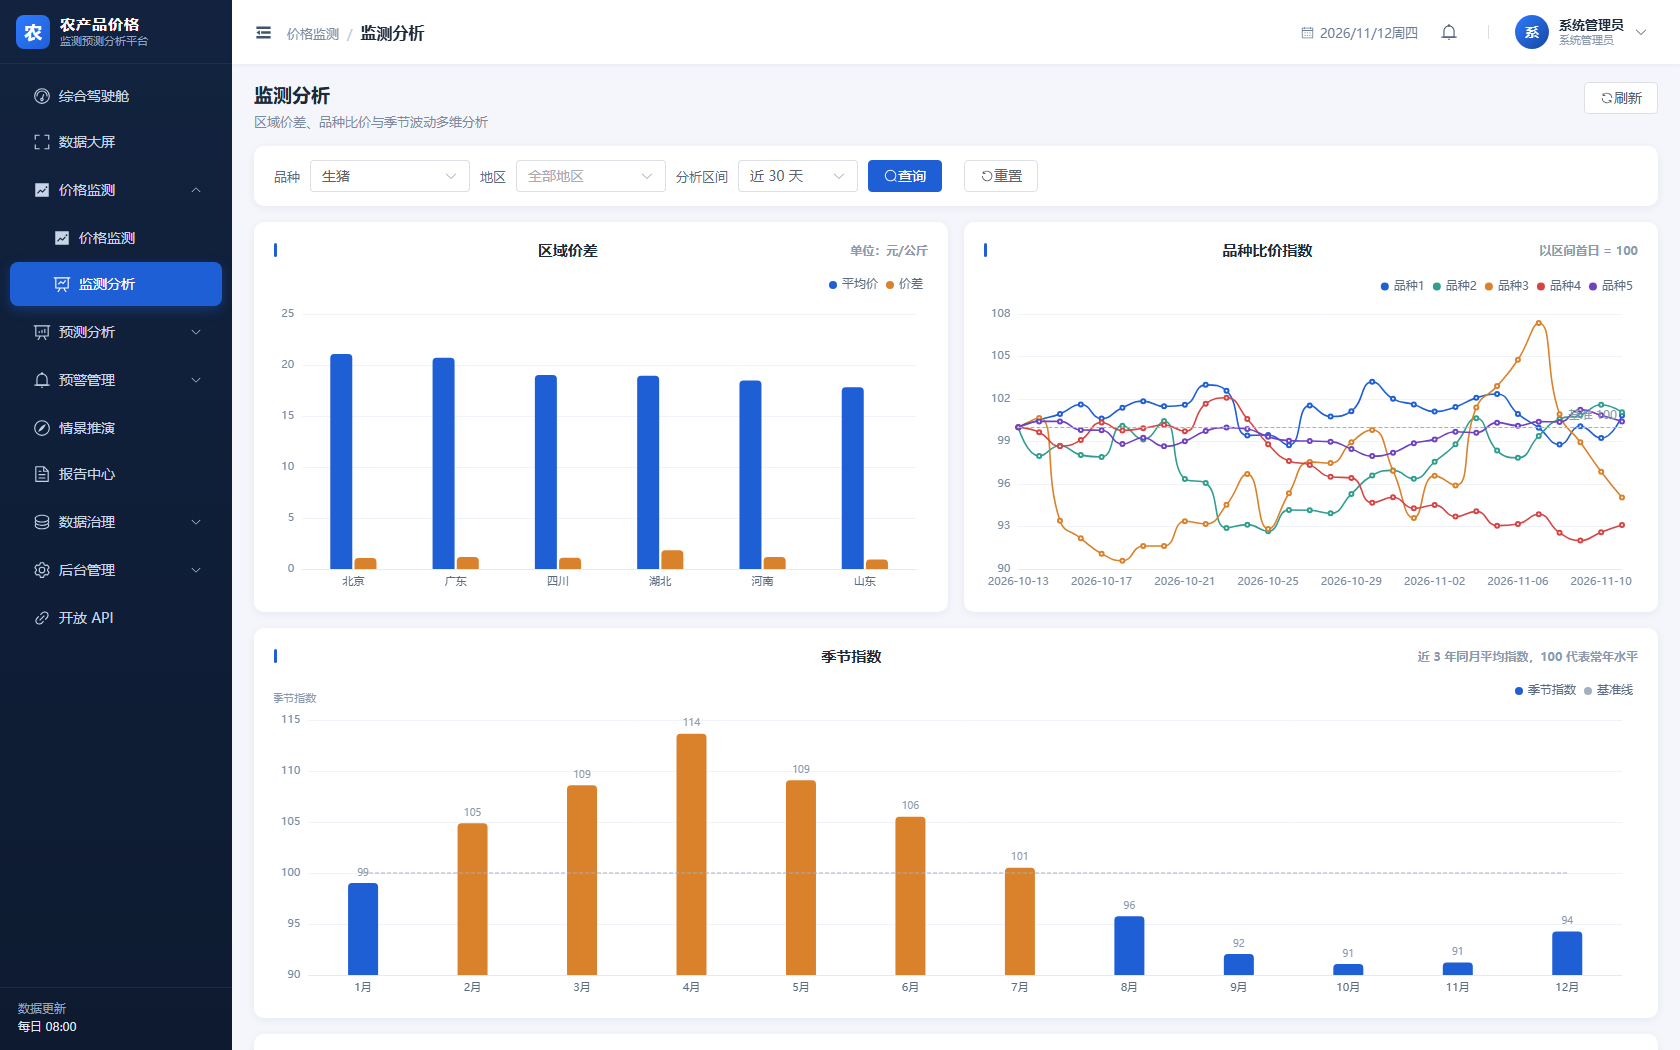 农
农产品价格
监测预测分析平台
综合驾驶舱
数据大屏
价格监测
价格监测
监测分析
预测分析
预警管理
情景推演
报告中心
数据治理
后台管理
开放 API
数据更新
每日 08:00
价格监测 / 监测分析
2026/11/12周四
系
系统管理员
系统管理员
监测分析
区域价差、品种比价与季节波动多维分析
刷新
品种 生猪 地区 全部地区 分析区间 近 30 天 查询 重置
区域价差
单位：元/公斤
平均价 价差
25
20
15
10
5
0
北京 广东 四川 湖北 河南 山东
品种比价指数
以区间首日 = 100
品种1 品种2 品种3 品种4 品种5
108
105
102
99
96
93
90
基准 100
2026-10-13 2026-10-17 2026-10-21 2026-10-25 2026-10-29 2026-11-02 2026-11-06 2026-11-10
季节指数
近 3 年同月平均指数，100 代表常年水平
季节指数 基准线
季节指数
115
110
105
100
95
90
99 105 109 114 109 106 101 96 92 91 91 94
1月 2月 3月 4月 5月 6月 7月 8月 9月 10月 11月 12月